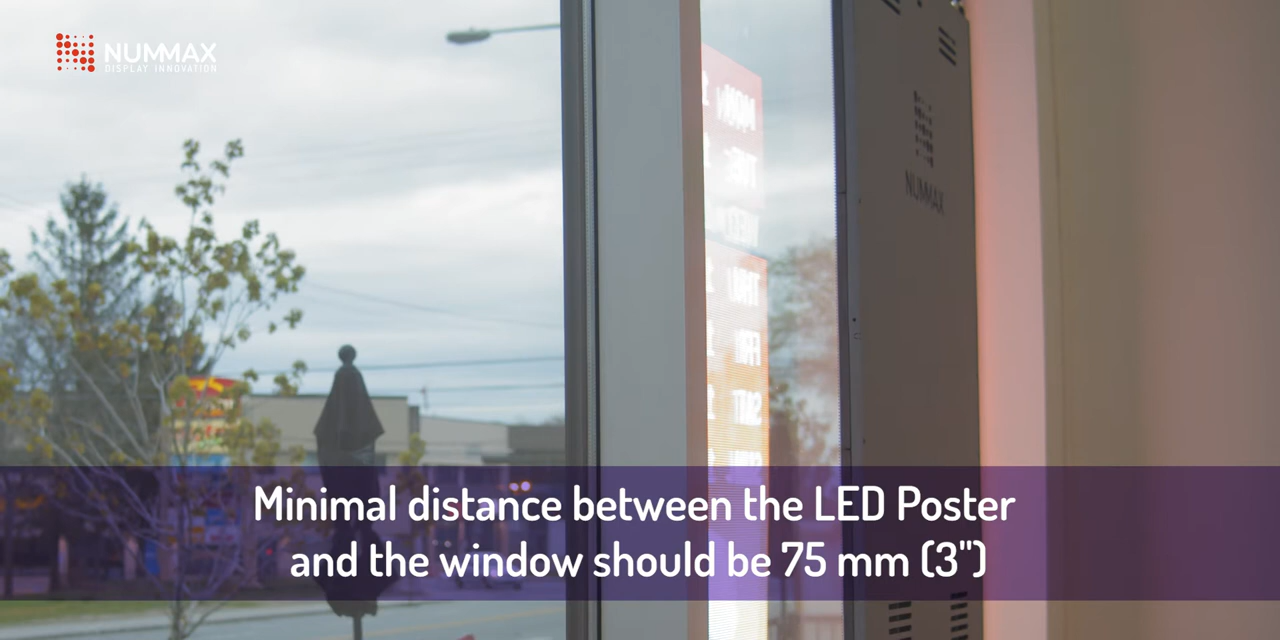 NUMMAX
DISPLAY INNOVATION
NUMMAX
Minimal distance between the LED Poster
and the window should be 75 mm (3")